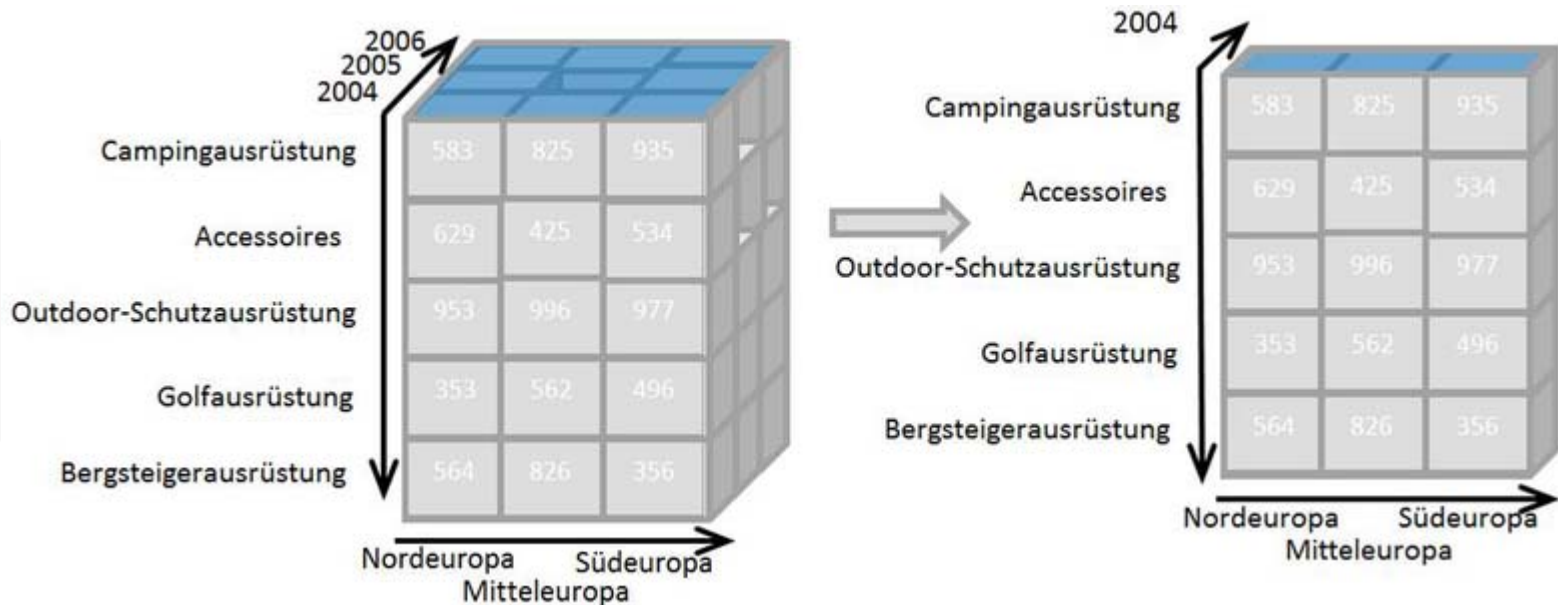 2006
2005
2004
Campingausrüstung
583 825 935
Accessoires
629 425 534
Outdoor-Schutzausrüstung
953 996 977
Golfausrüstung
353 562 496
Bergsteigerausrüstung
564 826 356
Nordeuropa Südeuropa
Mitteleuropa
2004
Campingausrüstung
583 825 935
Accessoires
629 425 534
Outdoor-Schutzausrüstung
953 996 977
Golfausrüstung
353 562 496
Bergsteigerausrüstung
564 826 356
Nordeuropa Südeuropa
Mitteleuropa